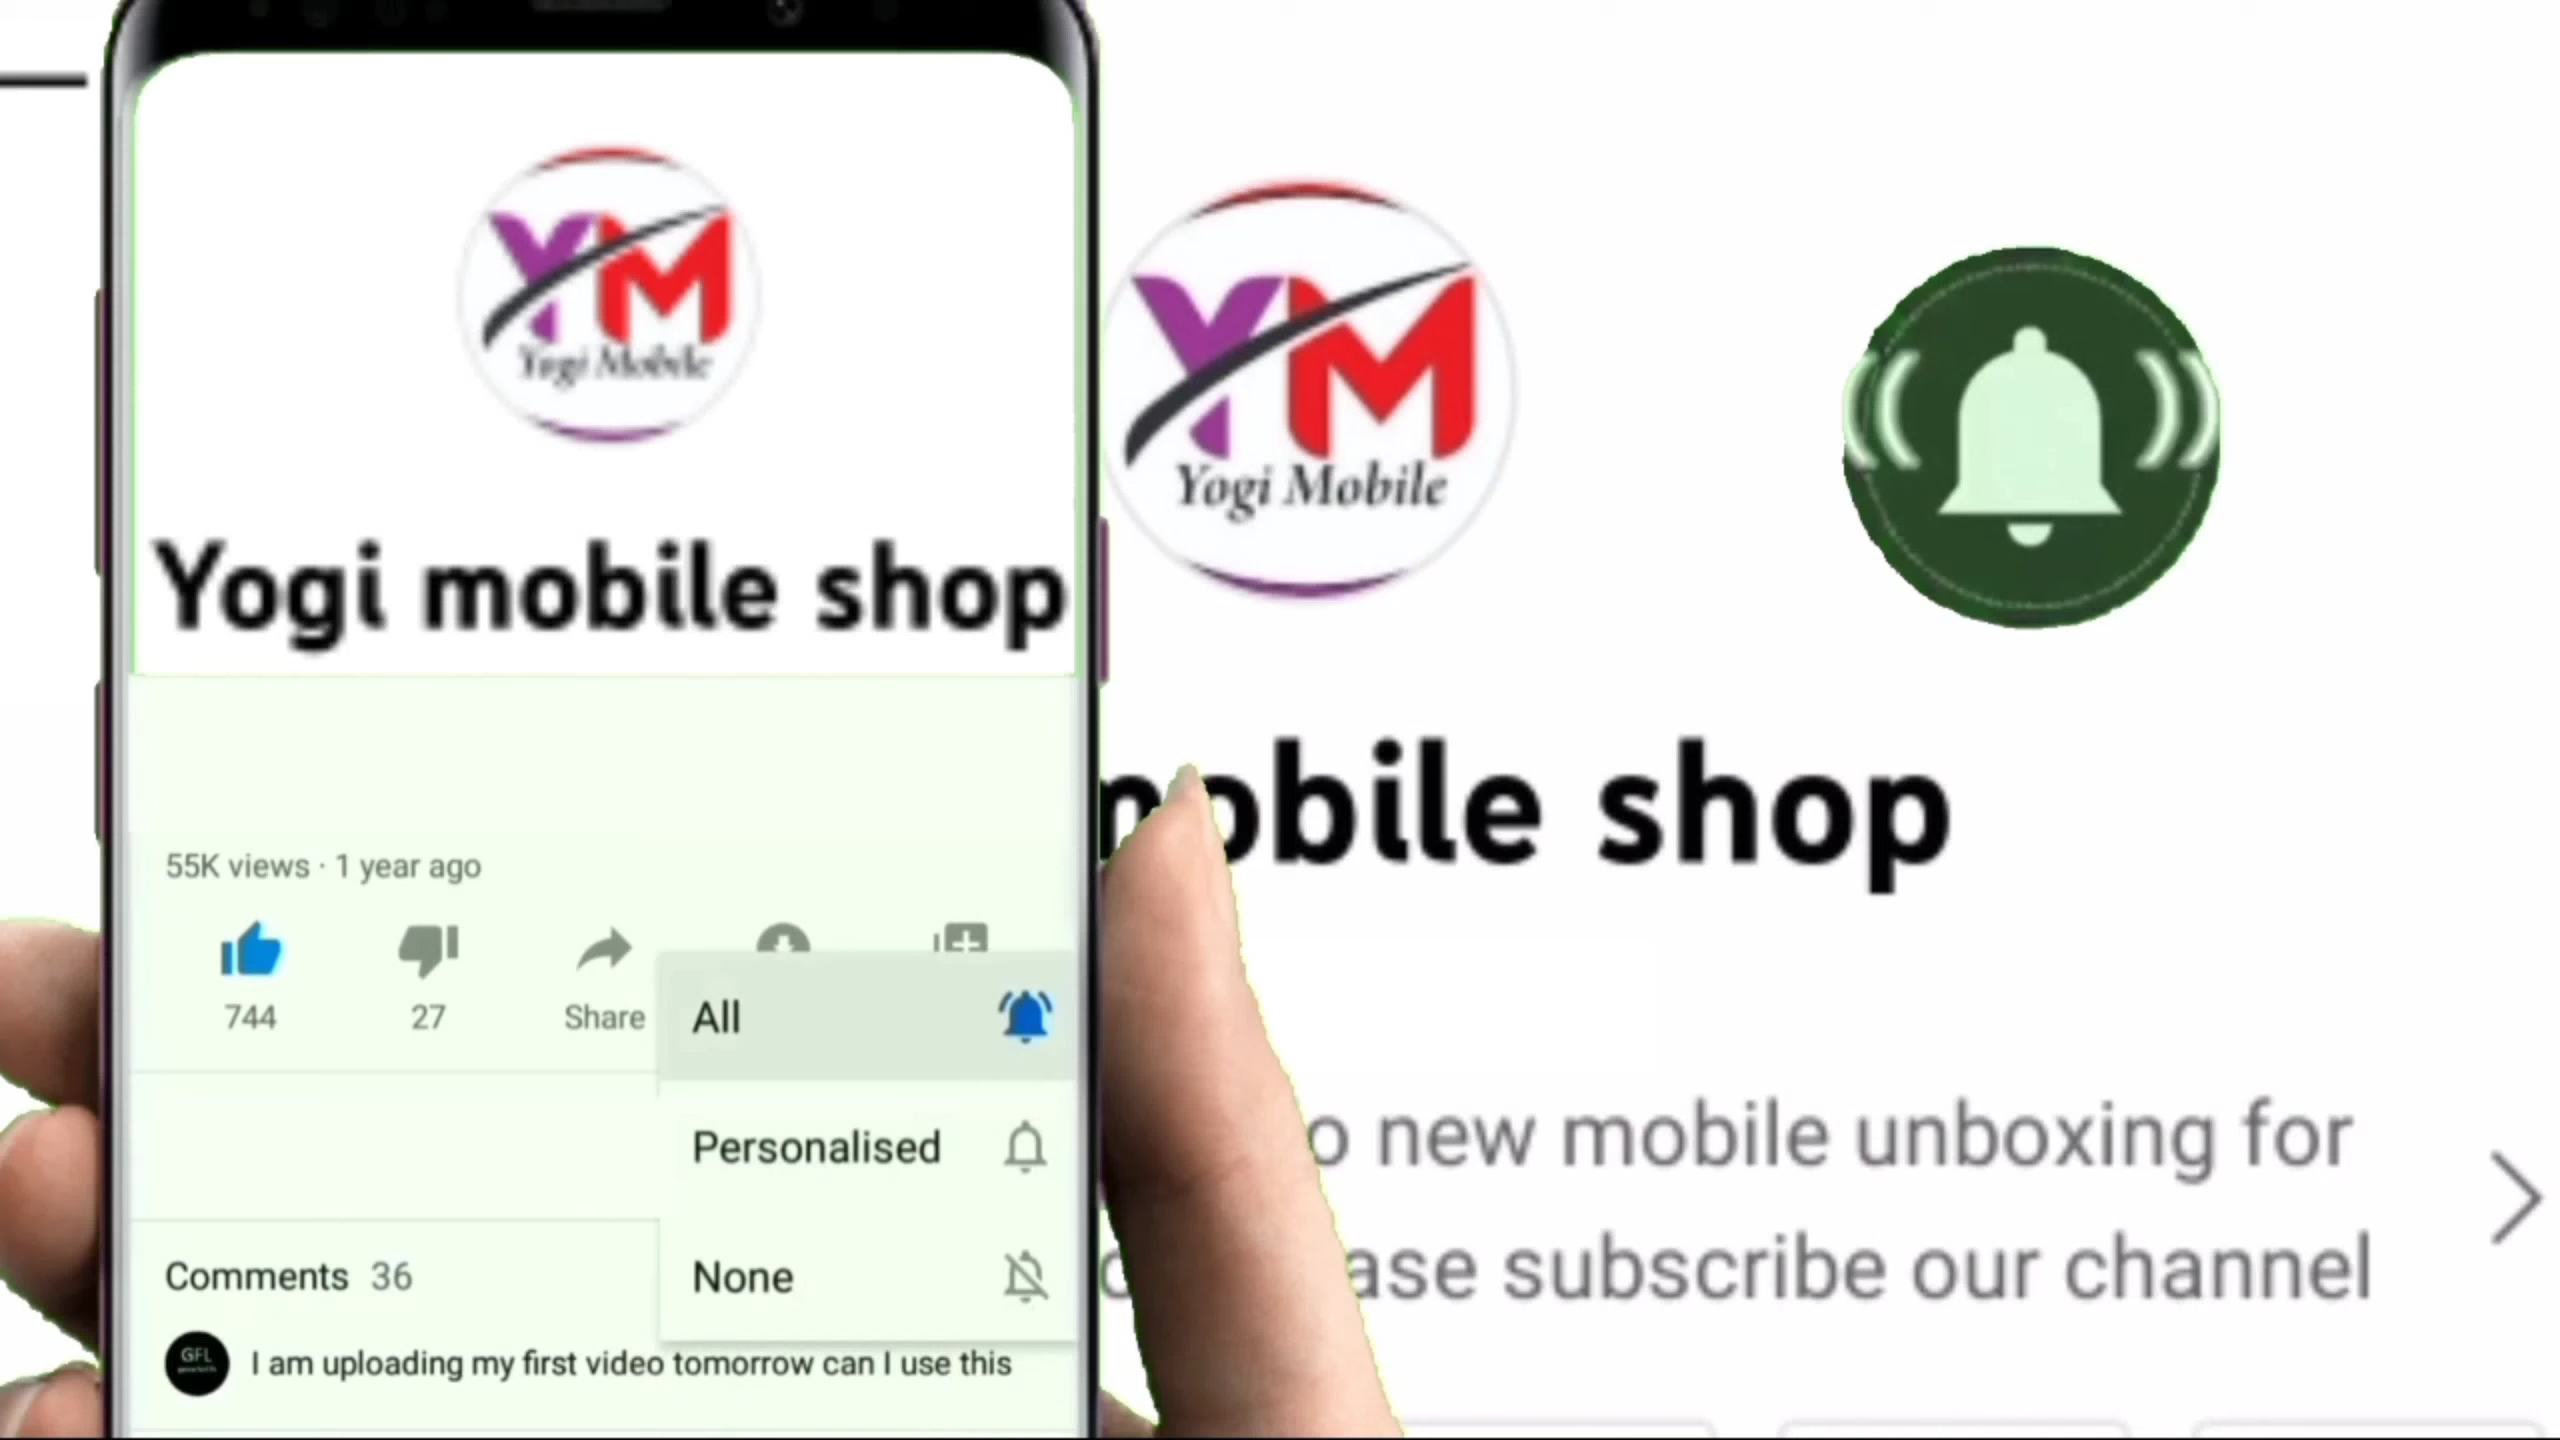 YM
Yogi Mobile
Yogi mobile shop
55K views · 1 year ago
744
27
Share
All
Personalised
None
Comments 36
GFL
I am uploading my first video tomorrow can I use this
YM
Yogi Mobile
mobile shop
new mobile unboxing for
subscribe our channel